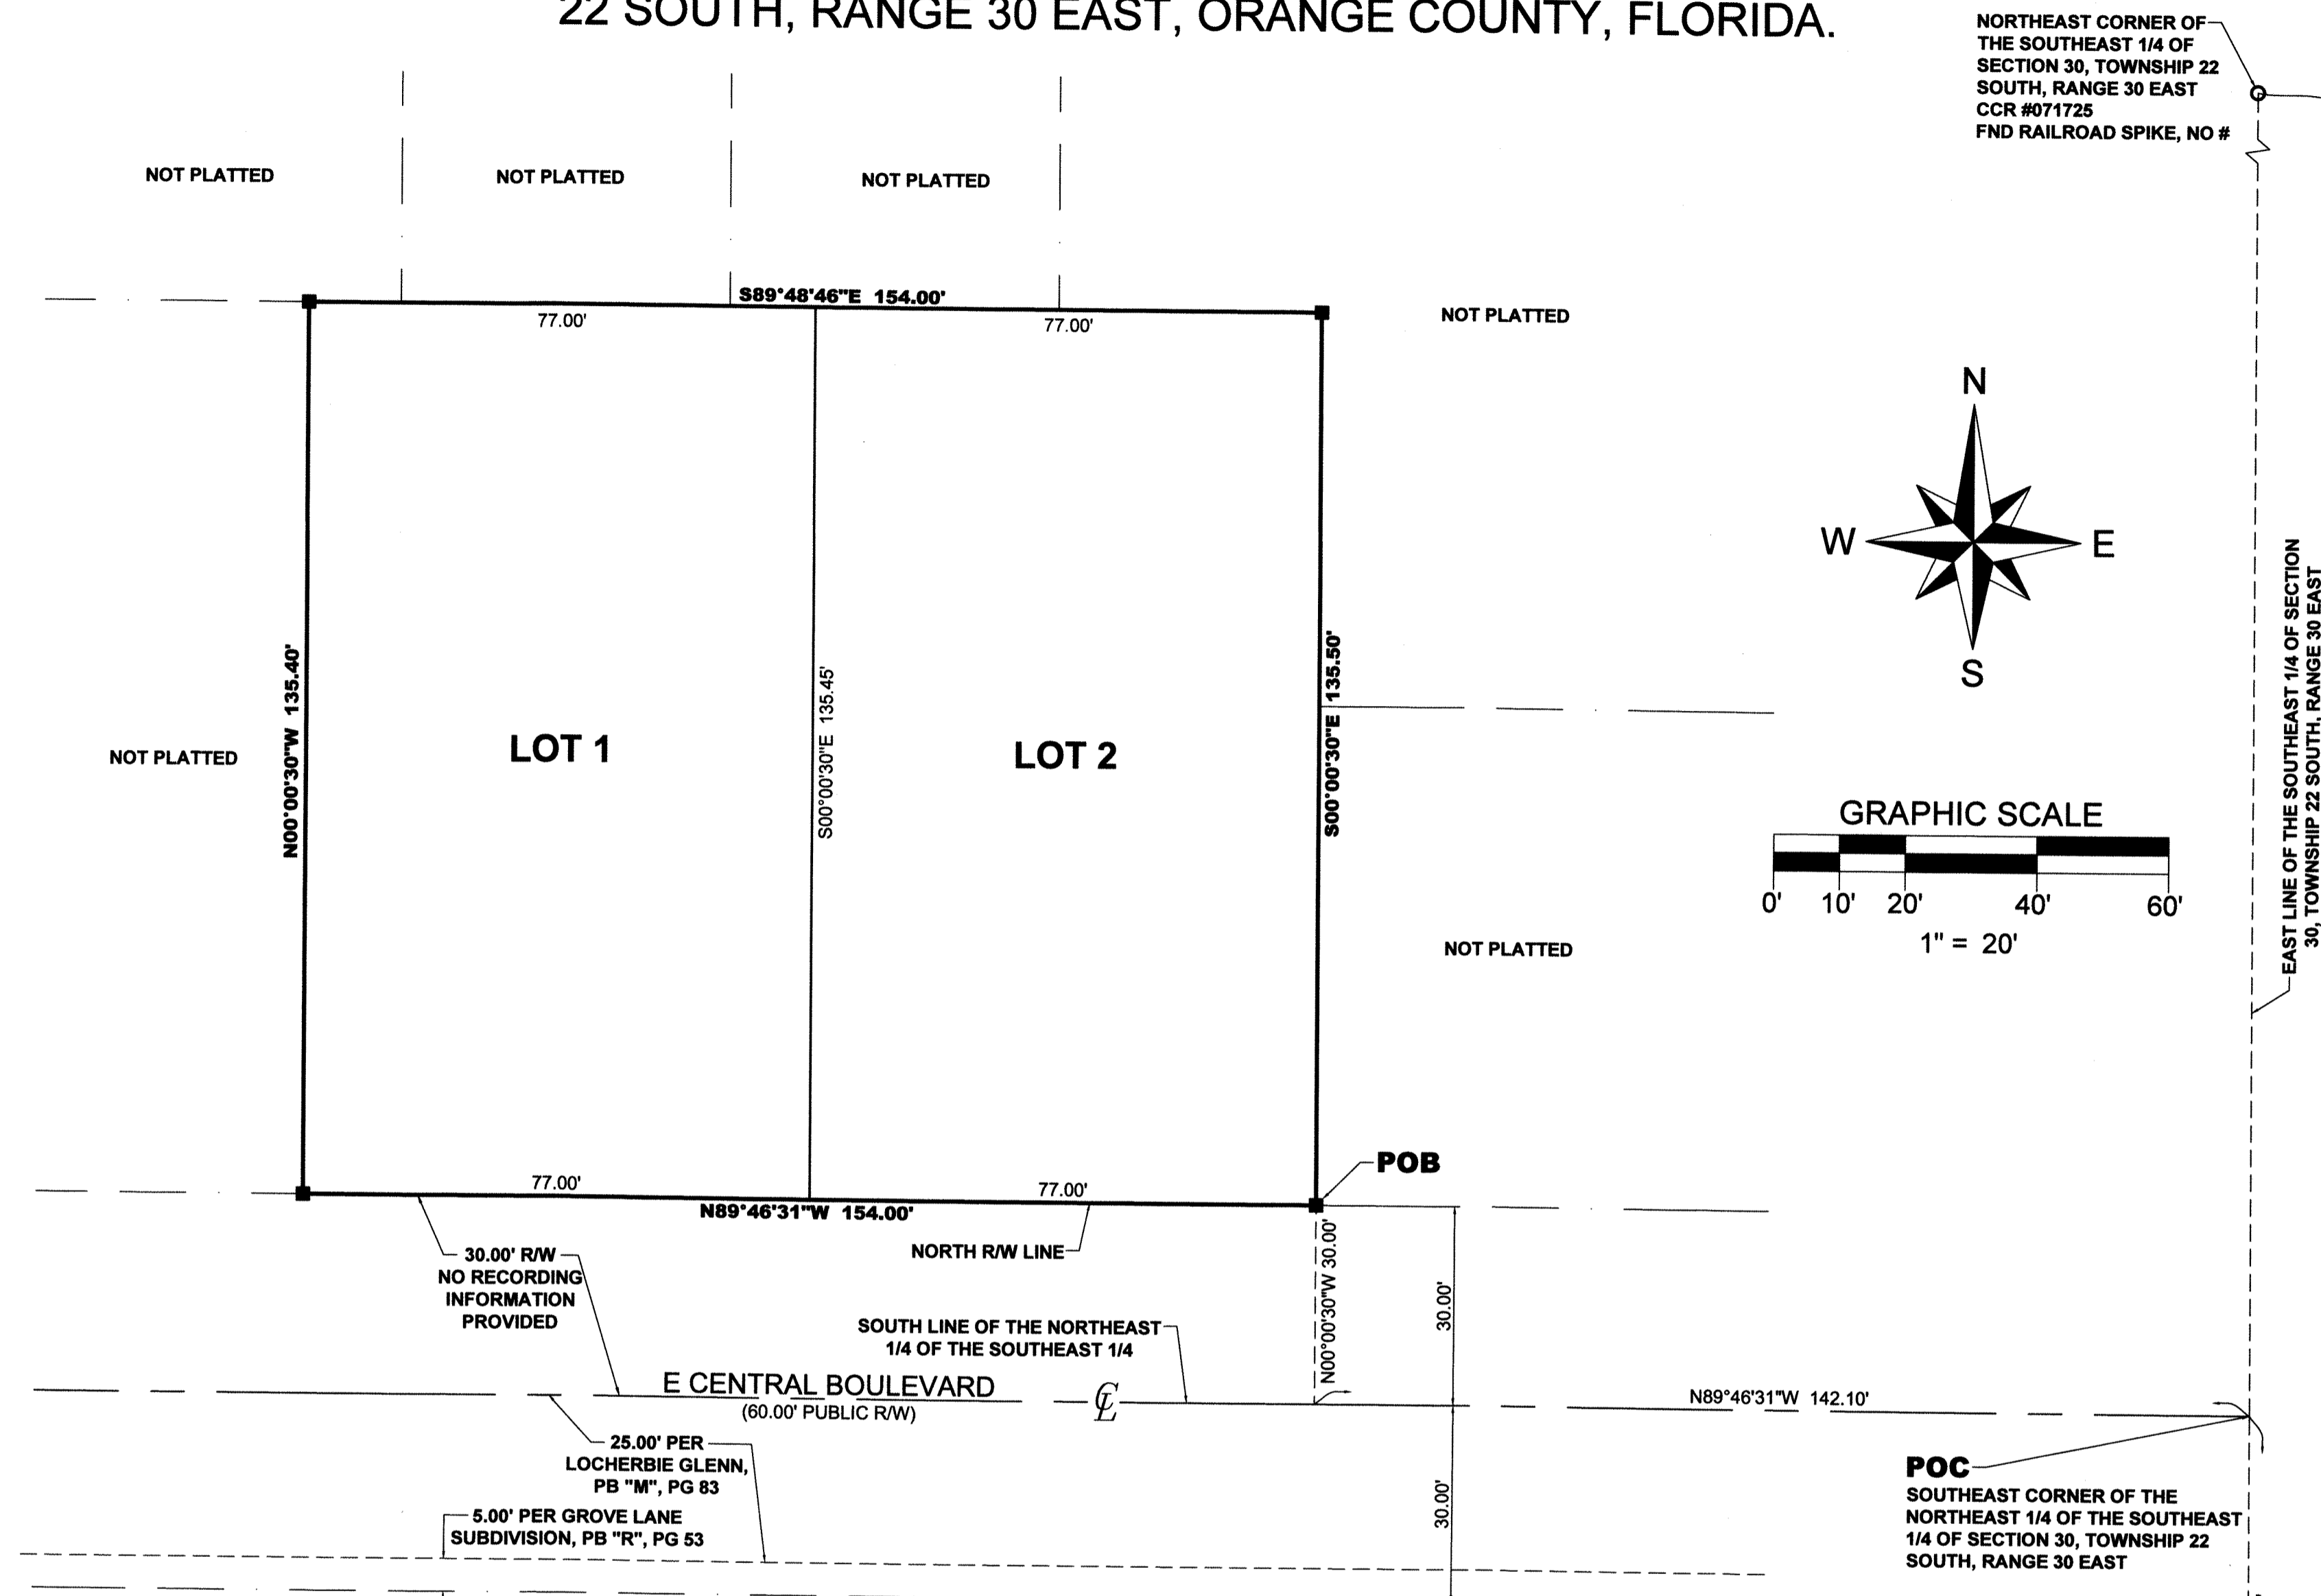 22 SOUTH, RANGE 30 EAST, ORANGE COUNTY, FLORIDA.
NORTHEAST CORNER OF
THE SOUTHEAST 1/4 OF
SECTION 30, TOWNSHIP 22
SOUTH, RANGE 30 EAST
CCR #071725
FND RAILROAD SPIKE, NO #
NOT PLATTED
NOT PLATTED
NOT PLATTED
S89°48'46"E 154.00'
77.00'
77.00'
NOT PLATTED
N
W
E
S
N00°00'30"W 135.40'
S00°00'30"E 135.45'
S00°00'30"E 135.50'
EAST LINE OF THE SOUTHEAST 1/4 OF SECTION
30, TOWNSHIP 22 SOUTH, RANGE 30 EAST
NOT PLATTED
LOT 1
LOT 2
GRAPHIC SCALE
0' 10' 20' 40' 60'
1" = 20'
NOT PLATTED
POB
77.00'
77.00'
N89°46'31"W 154.00'
30.00' R/W
NO RECORDING
INFORMATION
PROVIDED
NORTH R/W LINE
N00°00'30"W 30.00'
30.00'
SOUTH LINE OF THE NORTHEAST
1/4 OF THE SOUTHEAST 1/4
E CENTRAL BOULEVARD
(60.00' PUBLIC R/W)
CL
N89°46'31"W 142.10'
25.00' PER
LOCHERBIE GLENN,
PB "M", PG 83
5.00' PER GROVE LANE
SUBDIVISION, PB "R", PG 53
30.00'
POC
SOUTHEAST CORNER OF THE
NORTHEAST 1/4 OF THE SOUTHEAST
1/4 OF SECTION 30, TOWNSHIP 22
SOUTH, RANGE 30 EAST